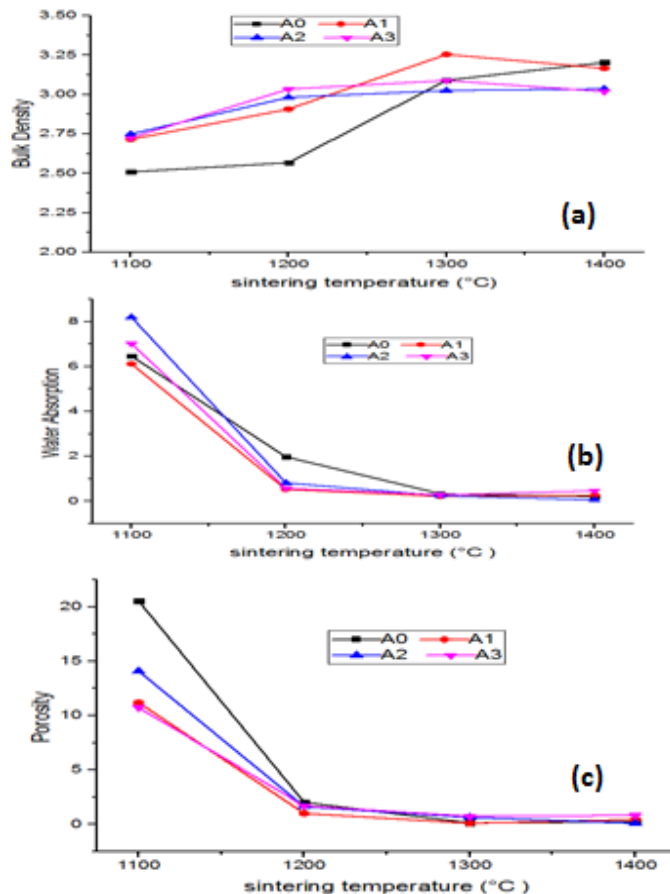 3.50
3.25
3.00
2.75
2.50
2.25
2.00
Bulk Density
A0 A1
A2 A3
(a)
1100 1200 1300 1400
sintering temperature (°C)
8
6
4
2
0
Water Absorption
A0 A1
A2 A3
(b)
1100 1200 1300 1400
sintering temperature (°C)
20
15
10
5
0
Porosity
A0 A1
A2 A3
(c)
1100 1200 1300 1400
sintering temperature (°C)